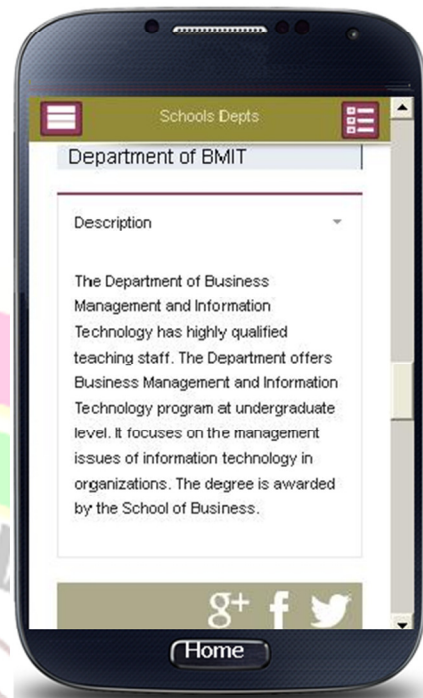 Schools Depts
Department of BMIT
Description
The Department of Business
Management and Information
Technology has highly qualified
teaching staff. The Department offers
Business Management and Information
Technology program at undergraduate
level. It focuses on the management
issues of information technology in
organizations. The degree is awarded
by the School of Business.
g+ f
Home